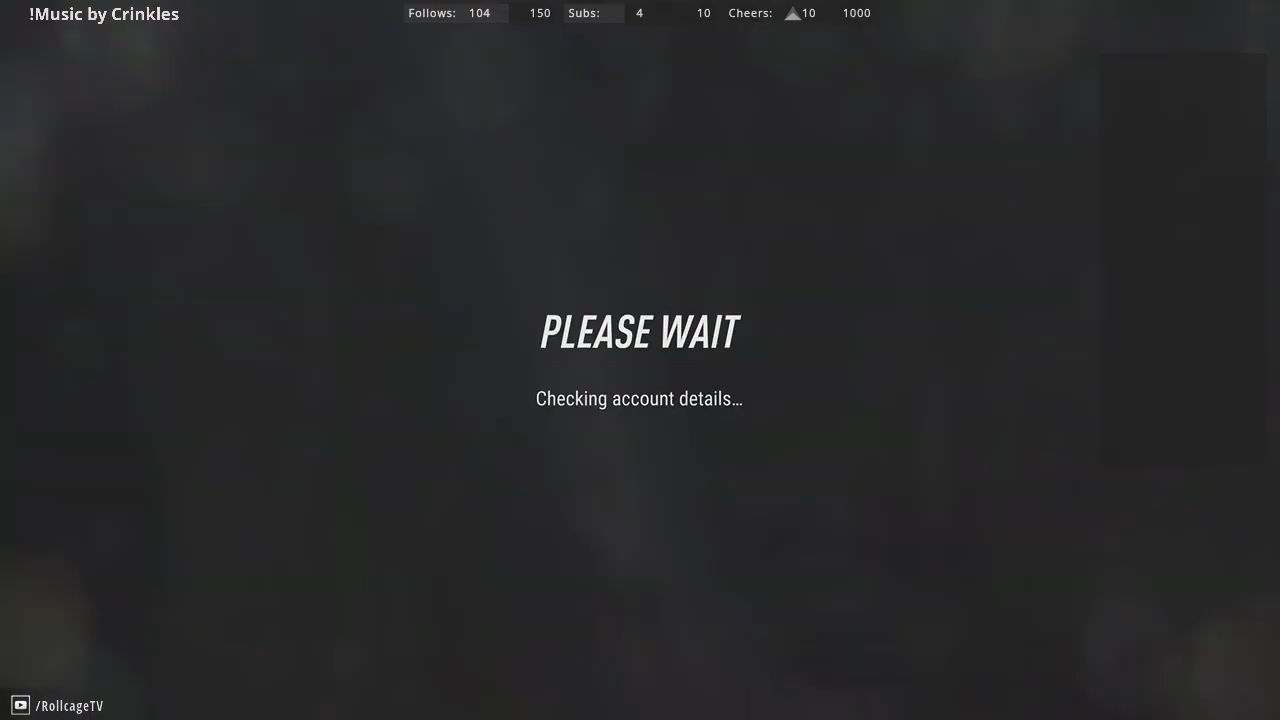 !Music by Crinkles
Follows: 104 150 Subs: 4 10 Cheers: 10 1000
PLEASE WAIT
Checking account details...
/RollcageTV